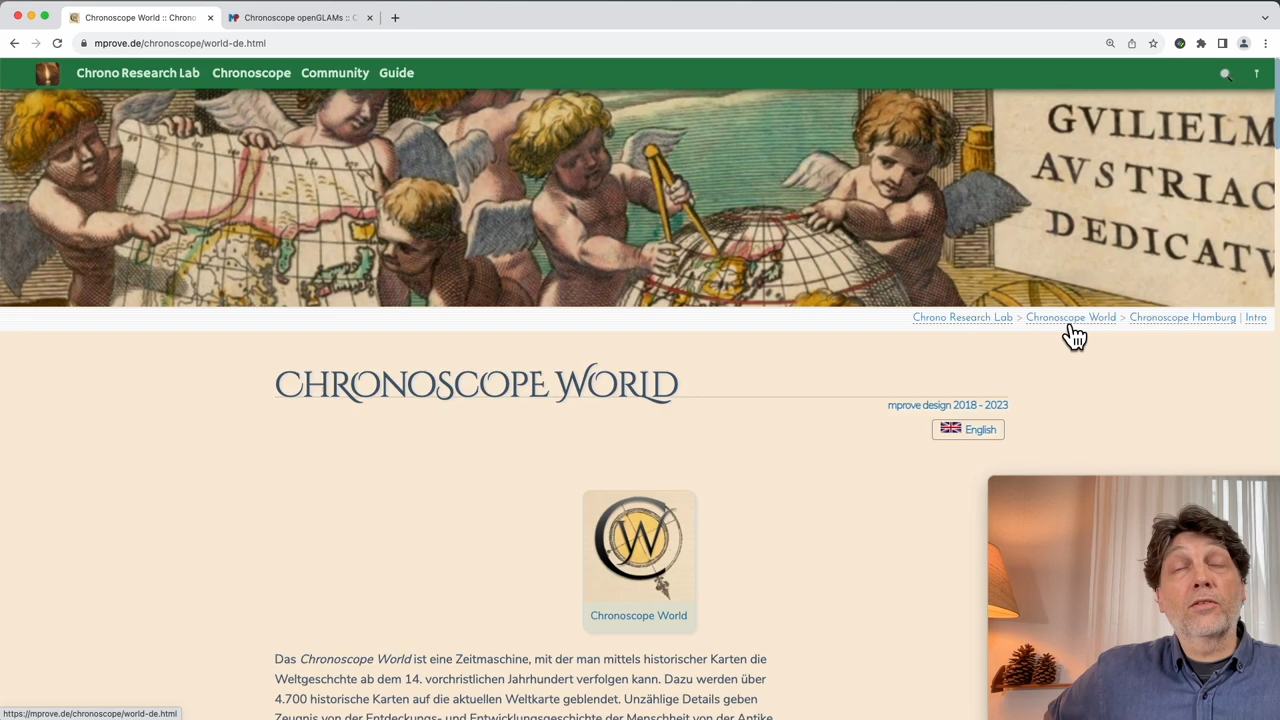 Chronoscope World :: Chrono
Chronoscope openGLAMs :: C
mprove.de/chronoscope/world-de.html
Chrono Research Lab Chronoscope Community Guide
GVILIELM
AVSTRIAC
DEDICATV
Chrono Research Lab > Chronoscope World > Chronoscope Hamburg | Intro
CHRONOSCOPE WORLD
mprove design 2018 - 2023
English
CW
Chronoscope World
Das Chronoscope World ist eine Zeitmaschine, mit der man mittels historischer Karten die
Weltgeschchte ab dem 14. vorchristlichen Jahrhundert verfolgen kann. Dazu werden über
4.700 historische Karten auf die aktuellen Weltkarte geblendet. Unzählige Details geben
Zeugnis von der Entdeckungs- und Entwicklungsgeschichte der Menschheit von der Antike
https://mprove.de/chronoscope/world-de.html